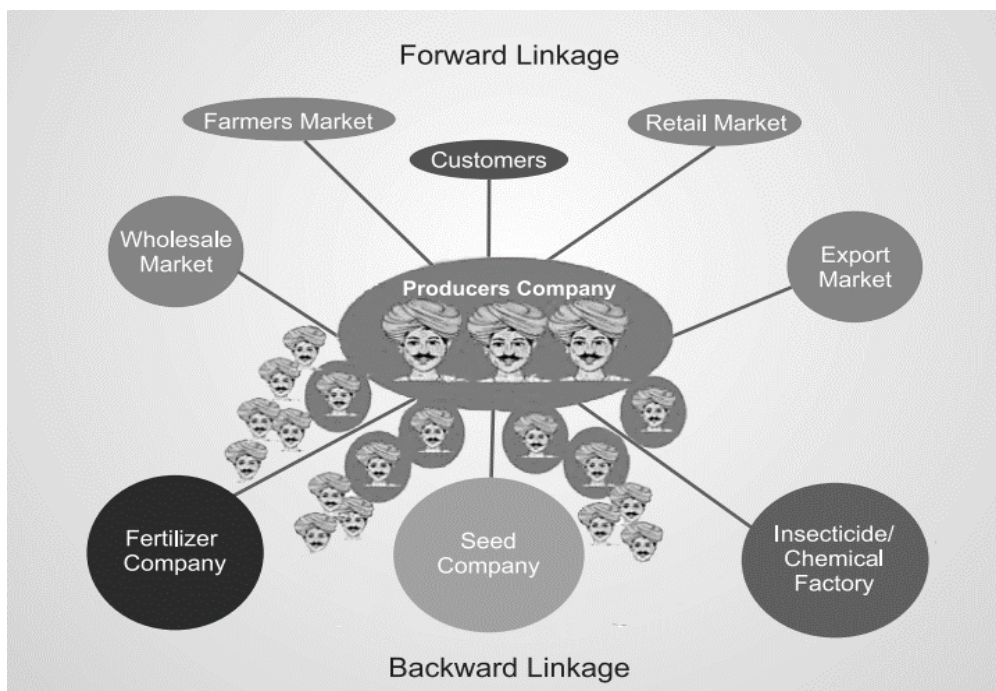 Forward Linkage
Farmers Market
Retail Market
Customers
Wholesale
Market
Export
Market
Producers Company
Fertilizer
Company
Seed
Company
Insecticide/
Chemical
Factory
Backward Linkage